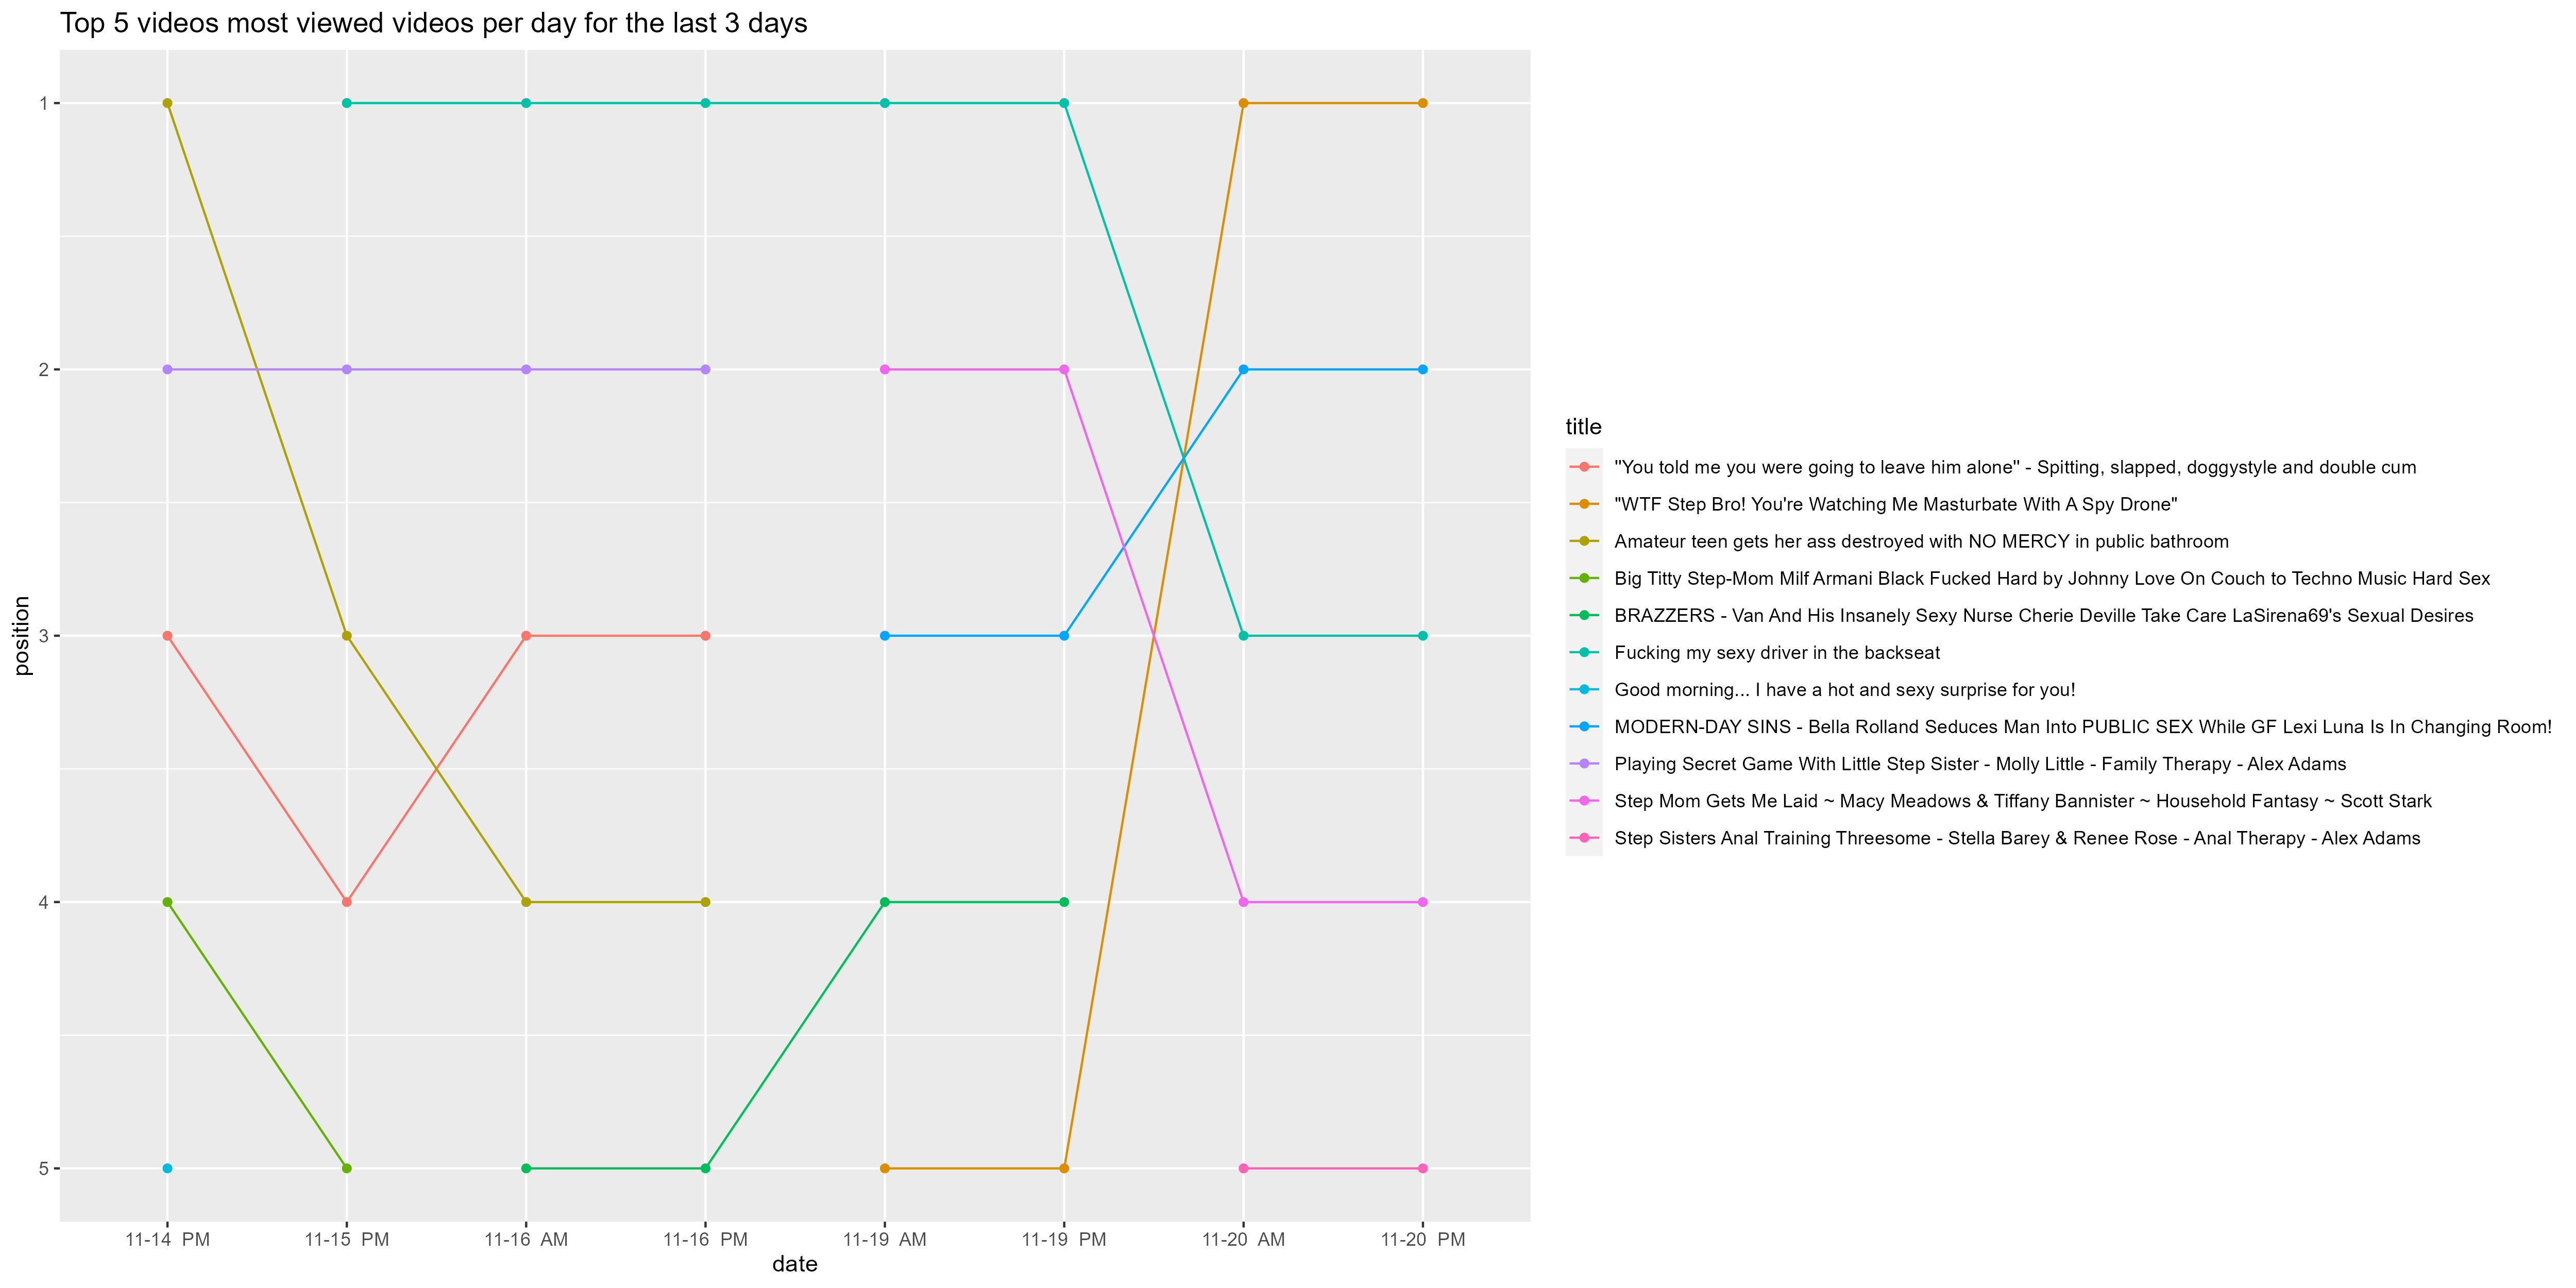 Top 5 videos most viewed videos per day for the last 3 days
position
1
2
3
4
5
11-14 PM
11-15 PM
11-16 AM
11-16 PM
11-19 AM
11-19 PM
11-20 AM
11-20 PM
date
title
"You told me you were going to leave him alone" - Spitting, slapped, doggystyle and double cum
"WTF Step Bro! You're Watching Me Masturbate With A Spy Drone"
Amateur teen gets her ass destroyed with NO MERCY in public bathroom
Big Titty Step-Mom Milf Armani Black Fucked Hard by Johnny Love On Couch to Techno Music Hard Sex
BRAZZERS - Van And His Insanely Sexy Nurse Cherie Deville Take Care LaSirena69's Sexual Desires
Fucking my sexy driver in the backseat
Good morning... I have a hot and sexy surprise for you!
MODERN-DAY SINS - Bella Rolland Seduces Man Into PUBLIC SEX While GF Lexi Luna Is In Changing Room!
Playing Secret Game With Little Step Sister - Molly Little - Family Therapy - Alex Adams
Step Mom Gets Me Laid ~ Macy Meadows & Tiffany Bannister ~ Household Fantasy ~ Scott Stark
Step Sisters Anal Training Threesome - Stella Barey & Renee Rose - Anal Therapy - Alex Adams